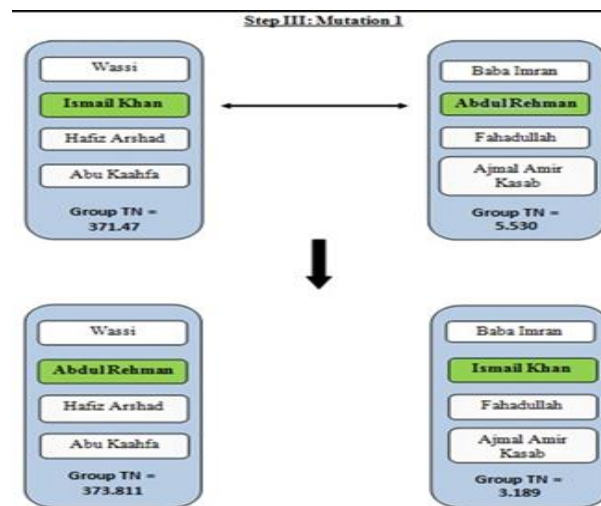 Step III: Mutation 1
Wassi
Ismail Khan
Hafiz Arshad
Abu Kaahfa
Group TN =
371.47
Baba Imran
Abdul Rehman
Fahadullah
Ajmal Amir
Kasab
Group TN =
5.530
Wassi
Abdul Rehman
Hafiz Arshad
Abu Kaahfa
Group TN =
373.811
Baba Imran
Ismail Khan
Fahadullah
Ajmal Amir
Kasab
Group TN =
3.189